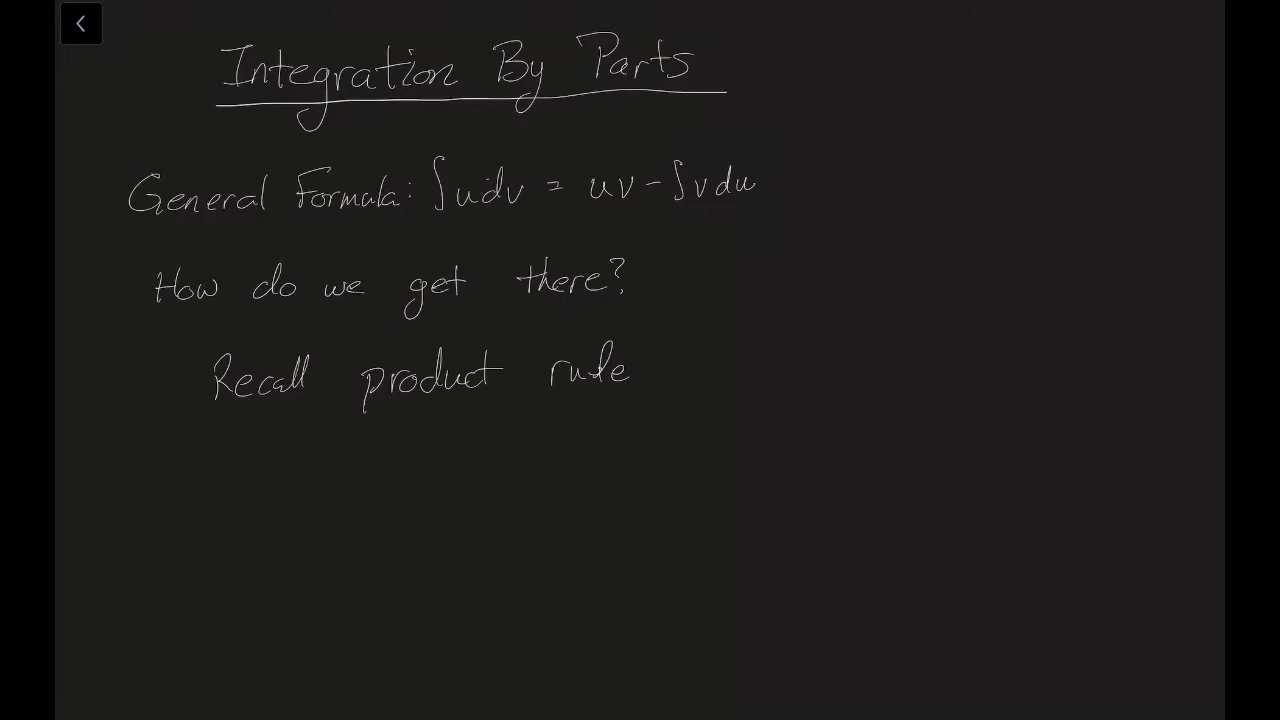 Integration By Parts
General Formula: ∫udv = uv - ∫vdu
How do we get there?
Recall product rule